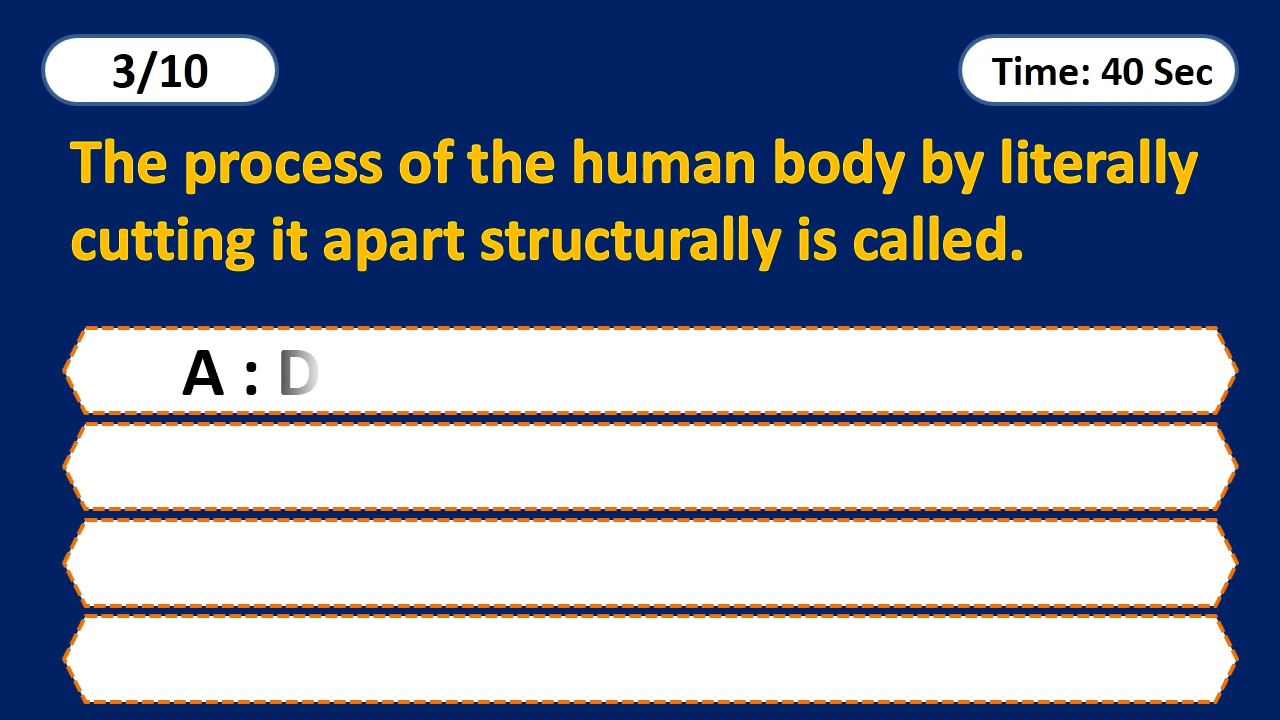 3/10
Time: 40 Sec
The process of the human body by literally
cutting it apart structurally is called.
A : D